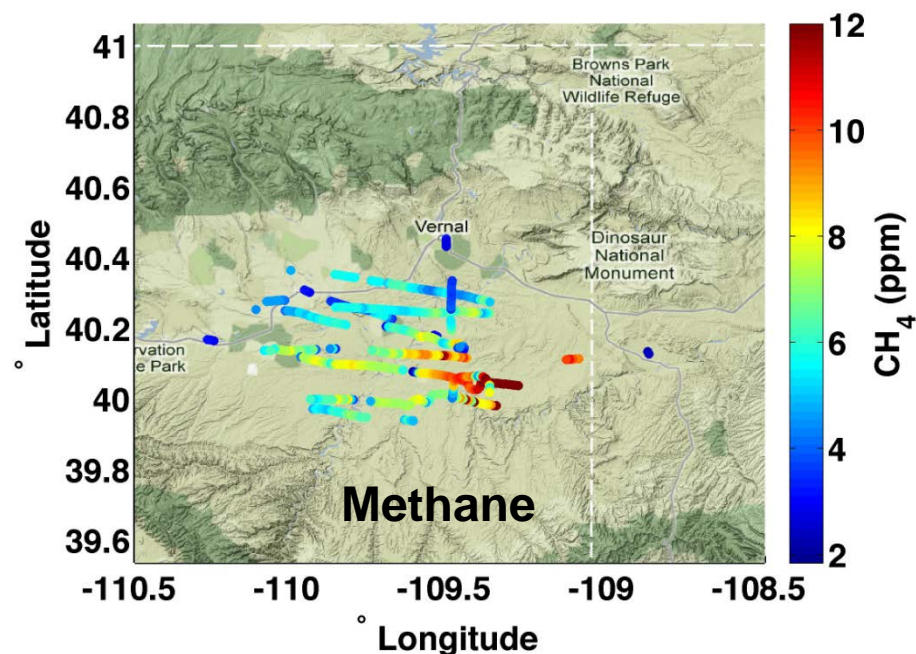 41
40.8
40.6
40.4
40.2
40
39.8
39.6
° Latitude
-110.5
-110
-109.5
-109
-108.5
° Longitude
Browns Park
National
Wildlife Refuge
Vernal
Dinosaur
National
Monument
rvation
e Park
Methane
12
10
8
6
4
2
CH₄ (ppm)